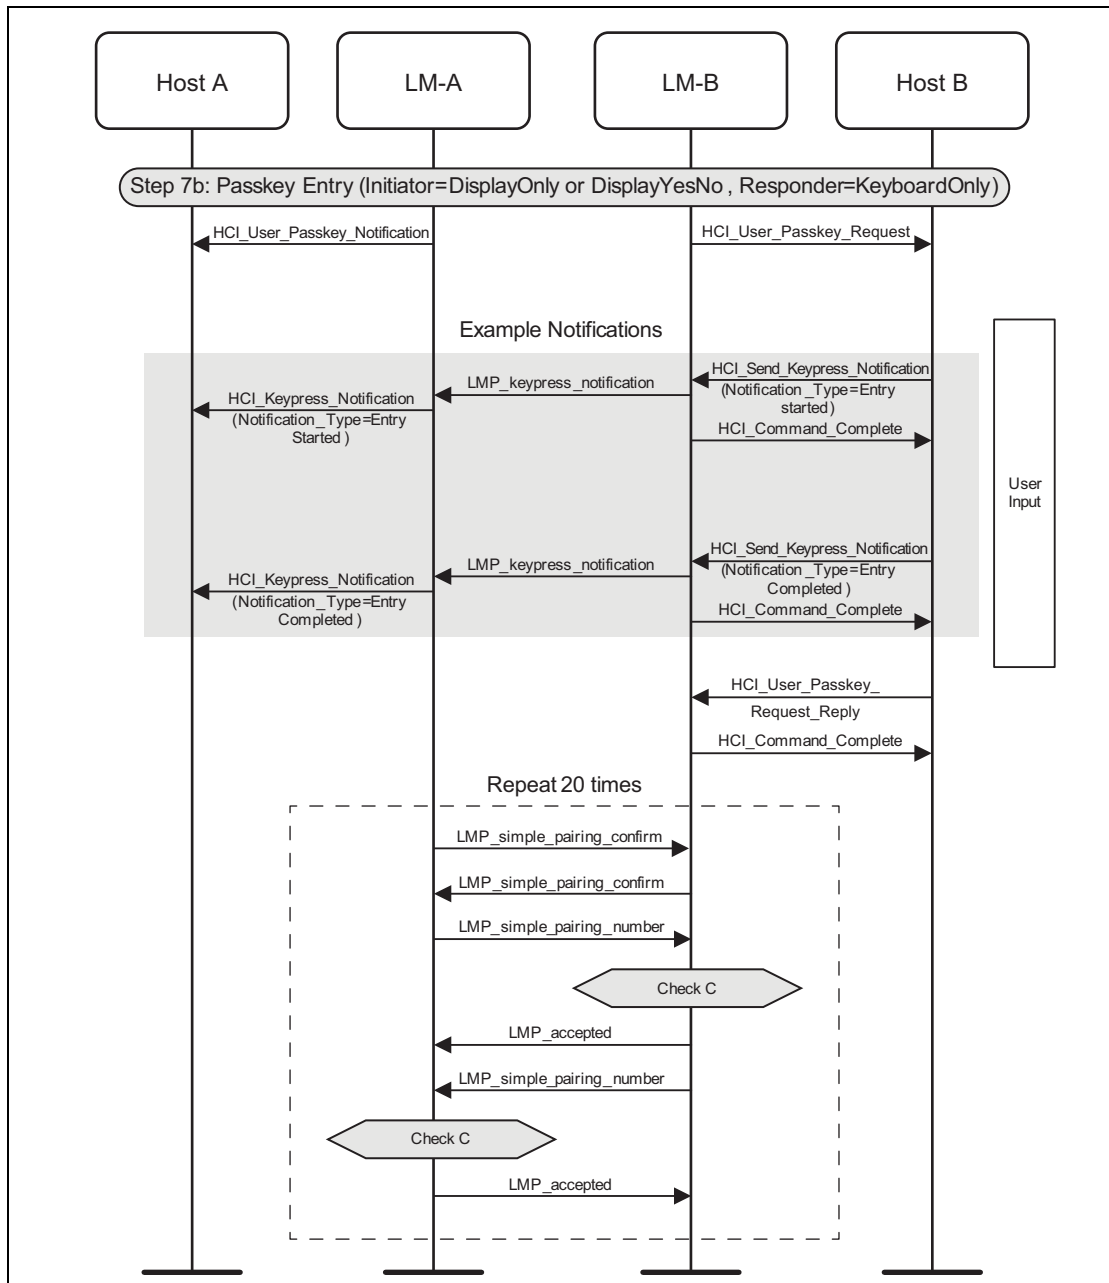 Host A
LM-A
LM-B
Host B
Step 7b: Passkey Entry (Initiator=DisplayOnly or DisplayYesNo , Responder=KeyboardOnly)
HCI_User_Passkey_Notification
HCI_User_Passkey_Request
Example Notifications
HCI_Send_Keypress_Notification
LMP_keypress_notification
(Notification_Type=Entry
started)
HCI_Keypress_Notification
(Notification_Type=Entry
Started )
HCI_Command_Complete
User
Input
HCI_Send_Keypress_Notification
LMP_keypress_notification
(Notification_Type=Entry
Completed )
HCI_Keypress_Notification
(Notification_Type=Entry
Completed )
HCI_Command_Complete
HCI_User_Passkey_
Request_Reply
HCI_Command_Complete
Repeat 20 times
LMP_simple_pairing_confirm
LMP_simple_pairing_confirm
LMP_simple_pairing_number
Check C
LMP_accepted
LMP_simple_pairing_number
Check C
LMP_accepted